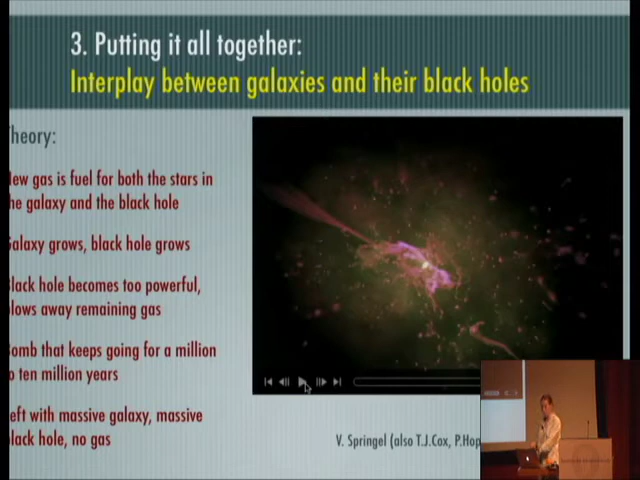 3. Putting it all together:
Interplay between galaxies and their black holes
heory:
ew gas is fuel for both the stars in
he galaxy and the black hole
alaxy grows, black hole grows
lack hole becomes too powerful,
lows away remaining gas
omb that keeps going for a million
o ten million years
eft with massive galaxy, massive
lack hole, no gas
V. Springel (also T.J.Cox, P.Hop